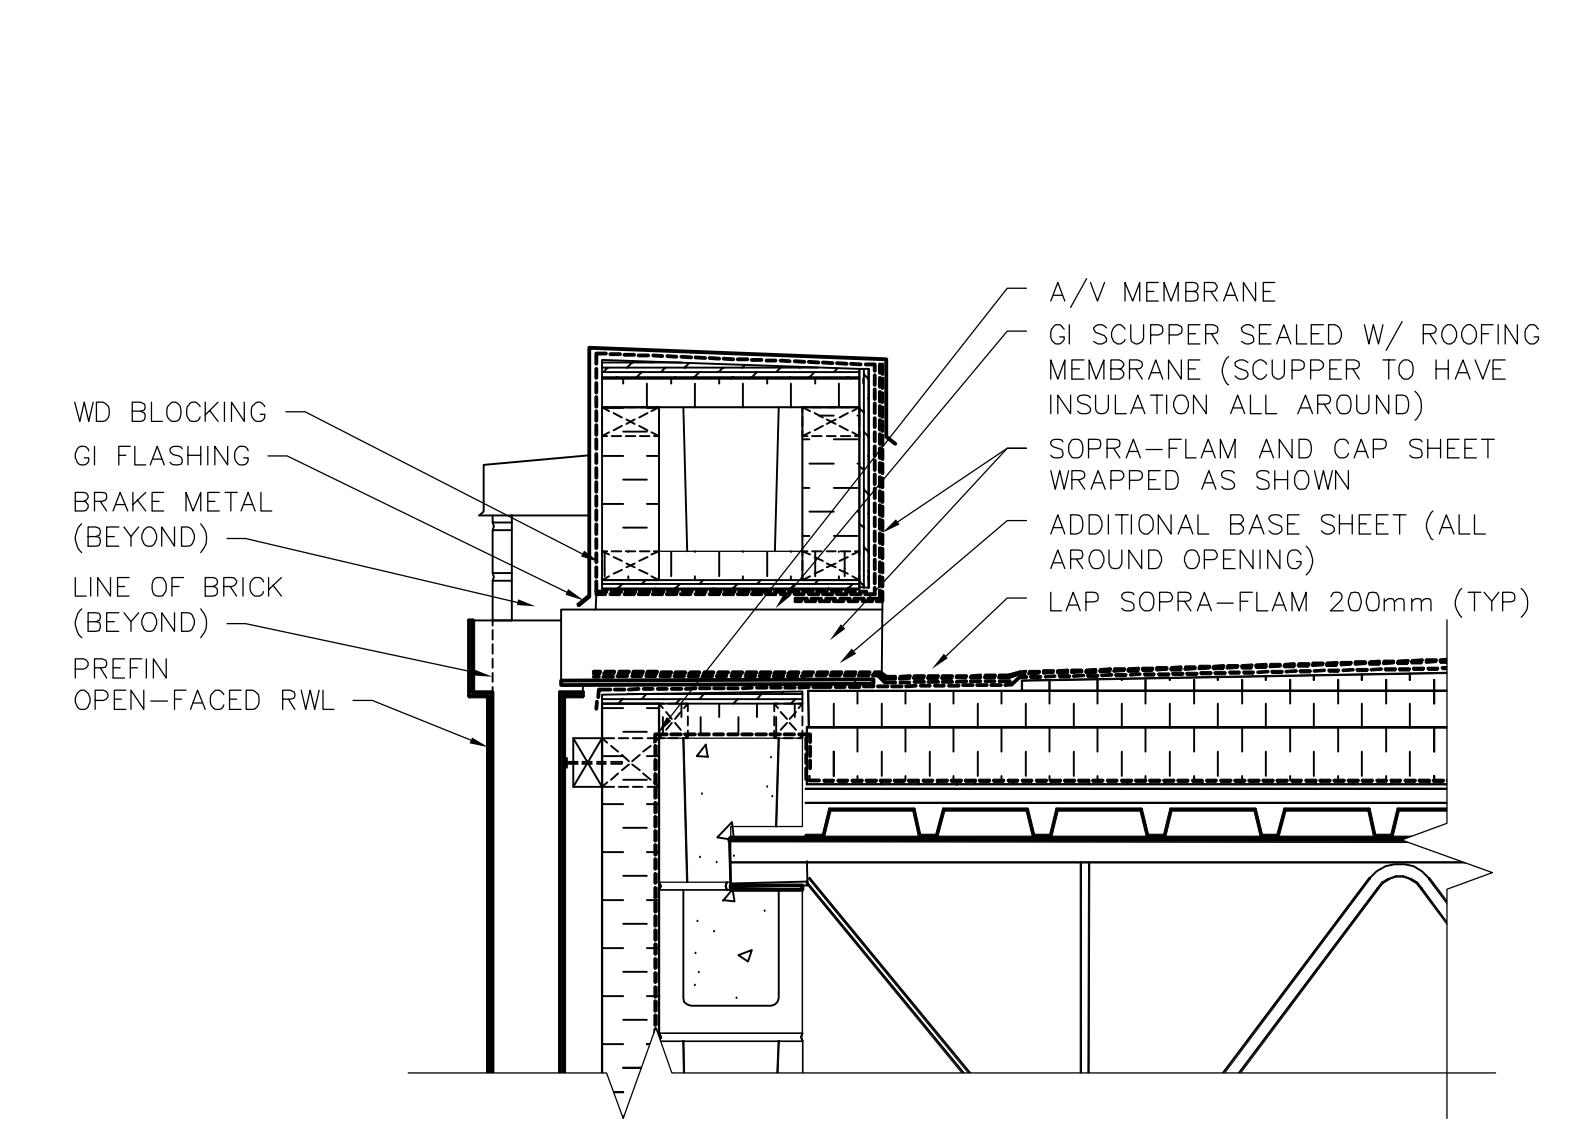 WD BLOCKING
GI FLASHING
BRAKE METAL
(BEYOND)
LINE OF BRICK
(BEYOND)
PREFIN
OPEN-FACED RWL
A/V MEMBRANE
GI SCUPPER SEALED W/ ROOFING
MEMBRANE (SCUPPER TO HAVE
INSULATION ALL AROUND)
SOPRA-FLAM AND CAP SHEET
WRAPPED AS SHOWN
ADDITIONAL BASE SHEET (ALL
AROUND OPENING)
LAP SOPRA-FLAM 200mm (TYP)